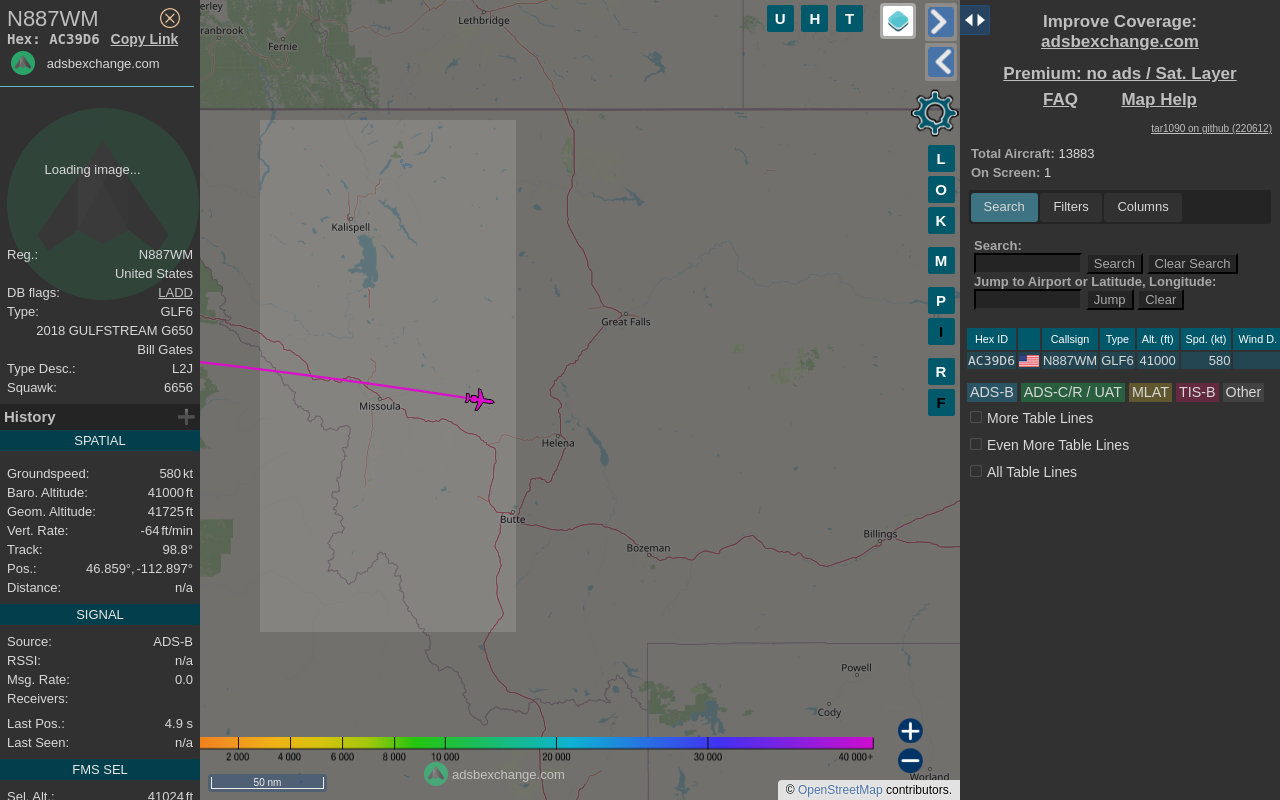 N887WM
Hex: AC39D6 Copy Link
adsbexchange.com
Loading image...
Reg.: N887WM
United States
DB flags: LADD
Type: GLF6
2018 GULFSTREAM G650
Bill Gates
Type Desc.: L2J
Squawk: 6656
History
SPATIAL
Groundspeed: 580 kt
Baro. Altitude: 41000 ft
Geom. Altitude: 41725 ft
Vert. Rate: -64 ft/min
Track: 98.8°
Pos.: 46.859°, -112.897°
Distance: n/a
SIGNAL
Source: ADS-B
RSSI: n/a
Msg. Rate: 0.0
Receivers:
Last Pos.: 4.9 s
Last Seen: n/a
FMS SEL
Sel. Alt.: 41024 ft
erley
ranbrook
Fernie
Lethbridge
Kalispell
Great Falls
Missoula
Helena
Butte
Bozeman
Billings
Powell
Cody
Worland
2 000 4 000 6 000 8 000 10 000 20 000 30 000 40 000+
50 nm
adsbexchange.com
© OpenStreetMap contributors.
U H T
L
O
K
M
P
I
R
F
Improve Coverage:
adsbexchange.com
Premium: no ads / Sat. Layer
FAQ Map Help
tar1090 on github (220612)
Total Aircraft: 13883
On Screen: 1
Search Filters Columns
Search:
Search Clear Search
Jump to Airport or Latitude, Longitude:
Jump Clear
Hex ID Callsign Type Alt. (ft) Spd. (kt) Wind D.
AC39D6 N887WM GLF6 41000 580
ADS-B ADS-C/R / UAT MLAT TIS-B Other
More Table Lines
Even More Table Lines
All Table Lines